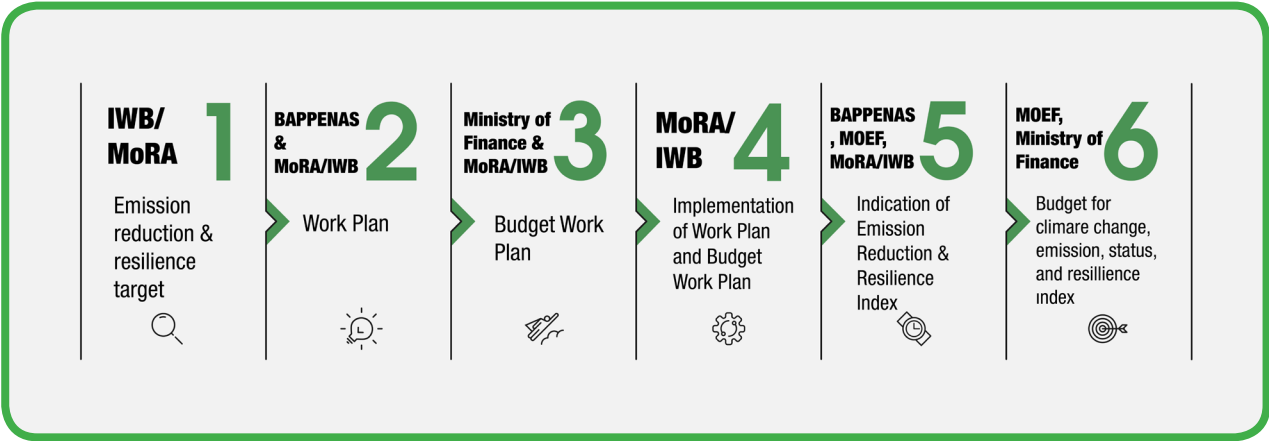 IWB/
MoRA
1
Emission
reduction &
resilience
target
BAPPENAS
&
MoRA/IWB
2
Work Plan
Ministry of
Finance &
MoRA/IWB
3
Budget Work
Plan
MoRA/
IWB
4
Implementation
of Work Plan
and Budget
Work Plan
BAPPENAS
, MOEF,
MoRA/IWB
5
Indication of
Emission
Reduction &
Resilience
Index
MOEF,
Ministry of
Finance
6
Budget for
climare change,
emission, status,
and resillience
ındex